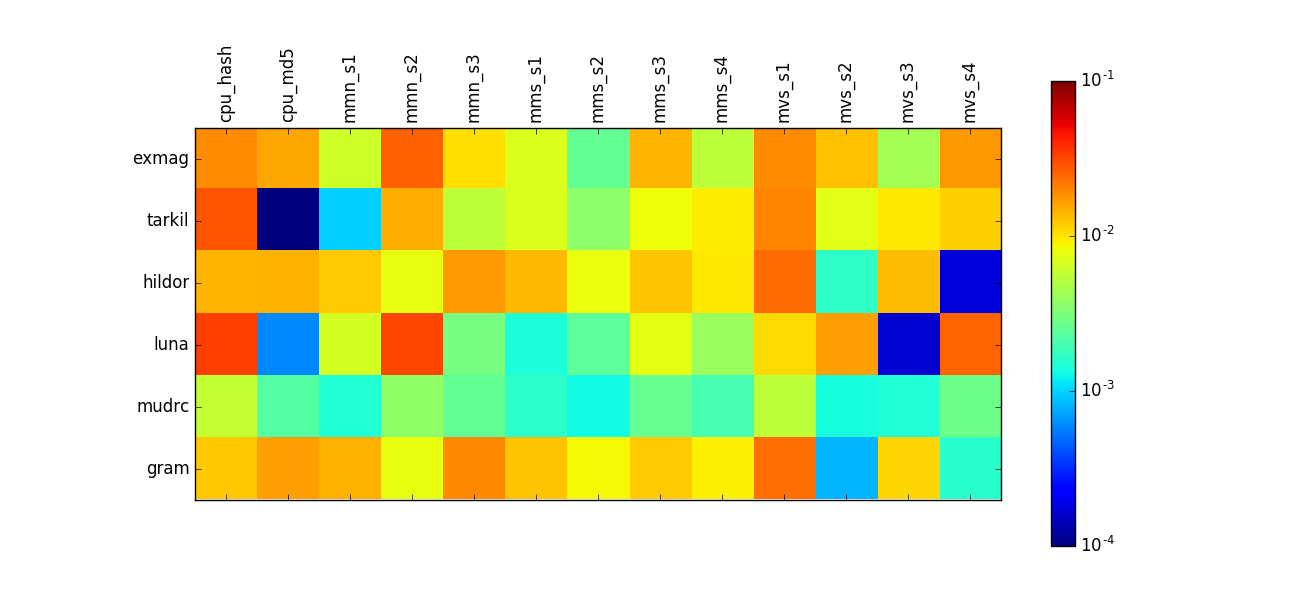 cpu_hash
cpu_md5
mmn_s1
mmn_s2
mmn_s3
mms_s1
mms_s2
mms_s3
mms_s4
mvs_s1
mvs_s2
mvs_s3
mvs_s4
exmag
tarkil
hildor
luna
mudrc
gram
10⁻¹
10⁻²
10⁻³
10⁻⁴